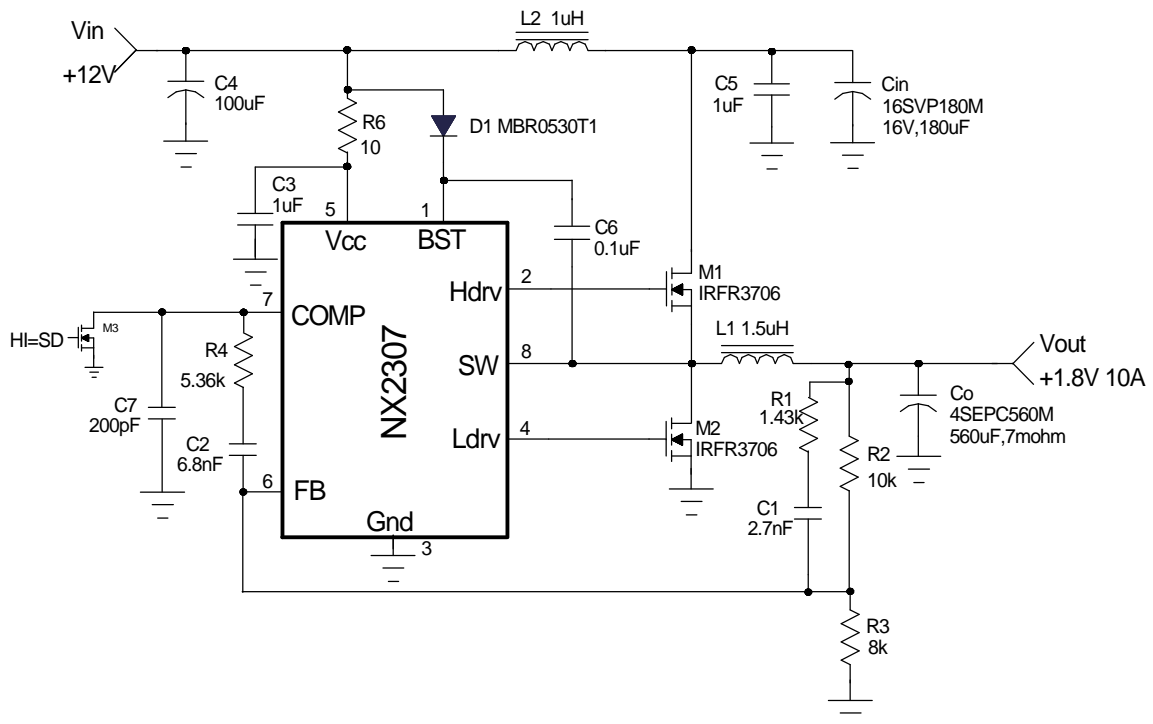 L2 1uH
Vin
+12V
C4
100uF
C5
1uF
Cin
16SVP180M
16V,180uF
R6
10
D1 MBR0530T1
C3
1uF
5
1
Vcc
BST
C6
0.1uF
Hdrv
2
M1
IRFR3706
7
COMP
HI=SD
M3
R4
5.36k
NX2307
SW
8
L1 1.5uH
Vout
+1.8V 10A
C7
200pF
C2
6.8nF
R1
1.43k
Co
4SEPC560M
560uF,7mohm
Ldrv
4
M2
IRFR3706
R2
10k
6
FB
C1
2.7nF
Gnd
3
R3
8k